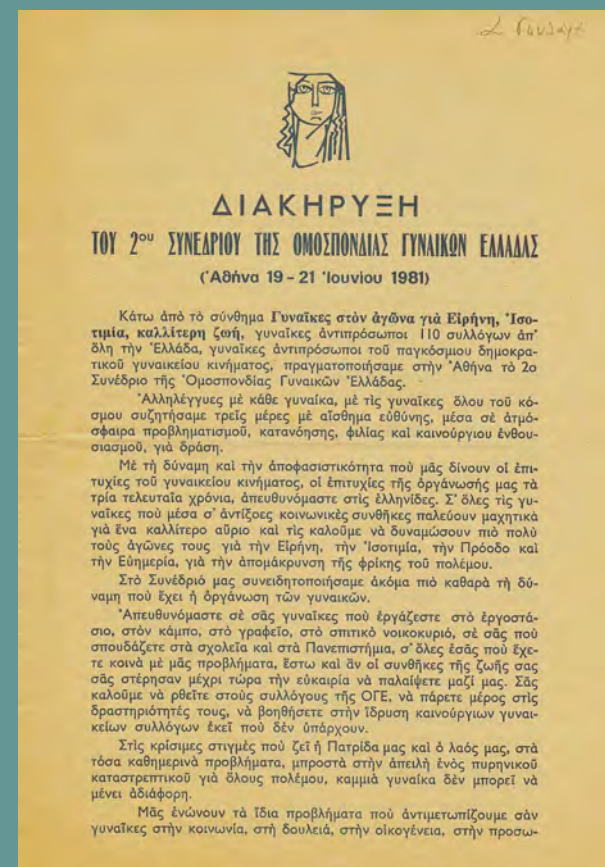 ΔΙΑΚΗΡΥΞΗ
ΤΟΥ 2ου ΣΥΝΕΔΡΙΟΥ ΤΗΣ ΟΜΟΣΠΟΝΔΙΑΣ ΓΥΝΑΙΚΩΝ ΕΛΛΑΔΑΣ
(Ἀθήνα 19 – 21 Ἰουνίου 1981)
Κάτω ἀπό τό σύνθημα Γυναῖκες στόν ἀγῶνα γιά Εἰρήνη, Ἰσο-
τιμία, καλλίτερη ζωή, γυναῖκες ἀντιπρόσωποι 110 συλλόγων ἀπ'
ὅλη τήν Ἑλλάδα, γυναῖκες ἀντιπρόσωποι τοῦ παγκόσμιου δημοκρα-
τικοῦ γυναικείου κινήματος, πραγματοποιήσαμε στήν Ἀθήνα τό 2ο
Συνέδριο τῆς Ὁμοσπονδίας Γυναικῶν Ἑλλάδας.
Ἀλληλέγγυες μέ κάθε γυναίκα, μέ τίς γυναῖκες ὅλου τοῦ κό-
σμου συζητήσαμε τρεῖς μέρες μέ αἴσθημα εὐθύνης, μέσα σέ ἀτμό-
σφαιρα προβληματισμοῦ, κατανόησης, φιλίας καί καινούργιου ἐνθου-
σιασμοῦ, γιά δράση.
Μέ τή δύναμη καί τήν ἀποφασιστικότητα πού μᾶς δίνουν οἱ ἐπι-
τυχίες τοῦ γυναικείου κινήματος, οἱ ἐπιτυχίες τῆς ὀργάνωσής μας τά
τρία τελευταῖα χρόνια, ἀπευθυνόμαστε στίς ἑλληνίδες. Σ' ὅλες τίς γυ-
ναῖκες πού μέσα σ' ἀντίξοες κοινωνικές συνθῆκες παλεύουν μαχητικά
γιά ἕνα καλλίτερο αὔριο καί τίς καλοῦμε νά δυναμώσουν πιό πολύ
τούς ἀγῶνες τους γιά τήν Εἰρήνη, τήν Ἰσοτιμία, τήν Πρόοδο καί
τήν Εὐημερία, γιά τήν ἀπομάκρυνση τῆς φρίκης τοῦ πολέμου.
Στό Συνέδριό μας συνειδητοποιήσαμε ἀκόμα πιό καθαρά τή δύ-
ναμη πού ἔχει ἡ ὀργάνωση τῶν γυναικῶν.
Ἀπευθυνόμαστε σέ σᾶς γυναῖκες πού ἐργάζεστε στό ἐργοστά-
σιο, στόν κάμπο, στό γραφεῖο, στό σπιτικό νοικοκυριό, σέ σᾶς πού
σπουδάζετε στά σχολεῖα καί στά Πανεπιστήμια, σ' ὅλες ἐσᾶς πού ἔχε-
τε κοινά μέ μᾶς προβλήματα, ἔστω καί ἄν οἱ συνθῆκες τῆς ζωῆς σας
σᾶς στέρησαν μέχρι τώρα τήν εὐκαιρία νά παλαίψετε μαζί μας. Σᾶς
καλοῦμε νά ρθεῖτε στούς συλλόγους τῆς ΟΓΕ, νά πάρετε μέρος στίς
δραστηριότητές τους, νά βοηθήσετε στήν ἵδρυση καινούργιων γυναι-
κείων συλλόγων ἐκεῖ πού δέν ὑπάρχουν.
Στίς κρίσιμες στιγμές πού ζεῖ ἡ Πατρίδα μας καί ὁ λαός μας, στά
τόσα καθημερινά προβλήματα, μπροστά στήν ἀπειλή ἑνός πυρηνικοῦ
καταστρεπτικοῦ γιά ὅλους πολέμου, καμμιά γυναίκα δέν μπορεῖ νά
μένει ἀδιάφορη.
Μᾶς ἑνώνουν τά ἴδια προβλήματα πού ἀντιμετωπίζουμε σάν
γυναῖκες στήν κοινωνία, στή δουλειά, στήν οἰκογένεια, στήν προσω-